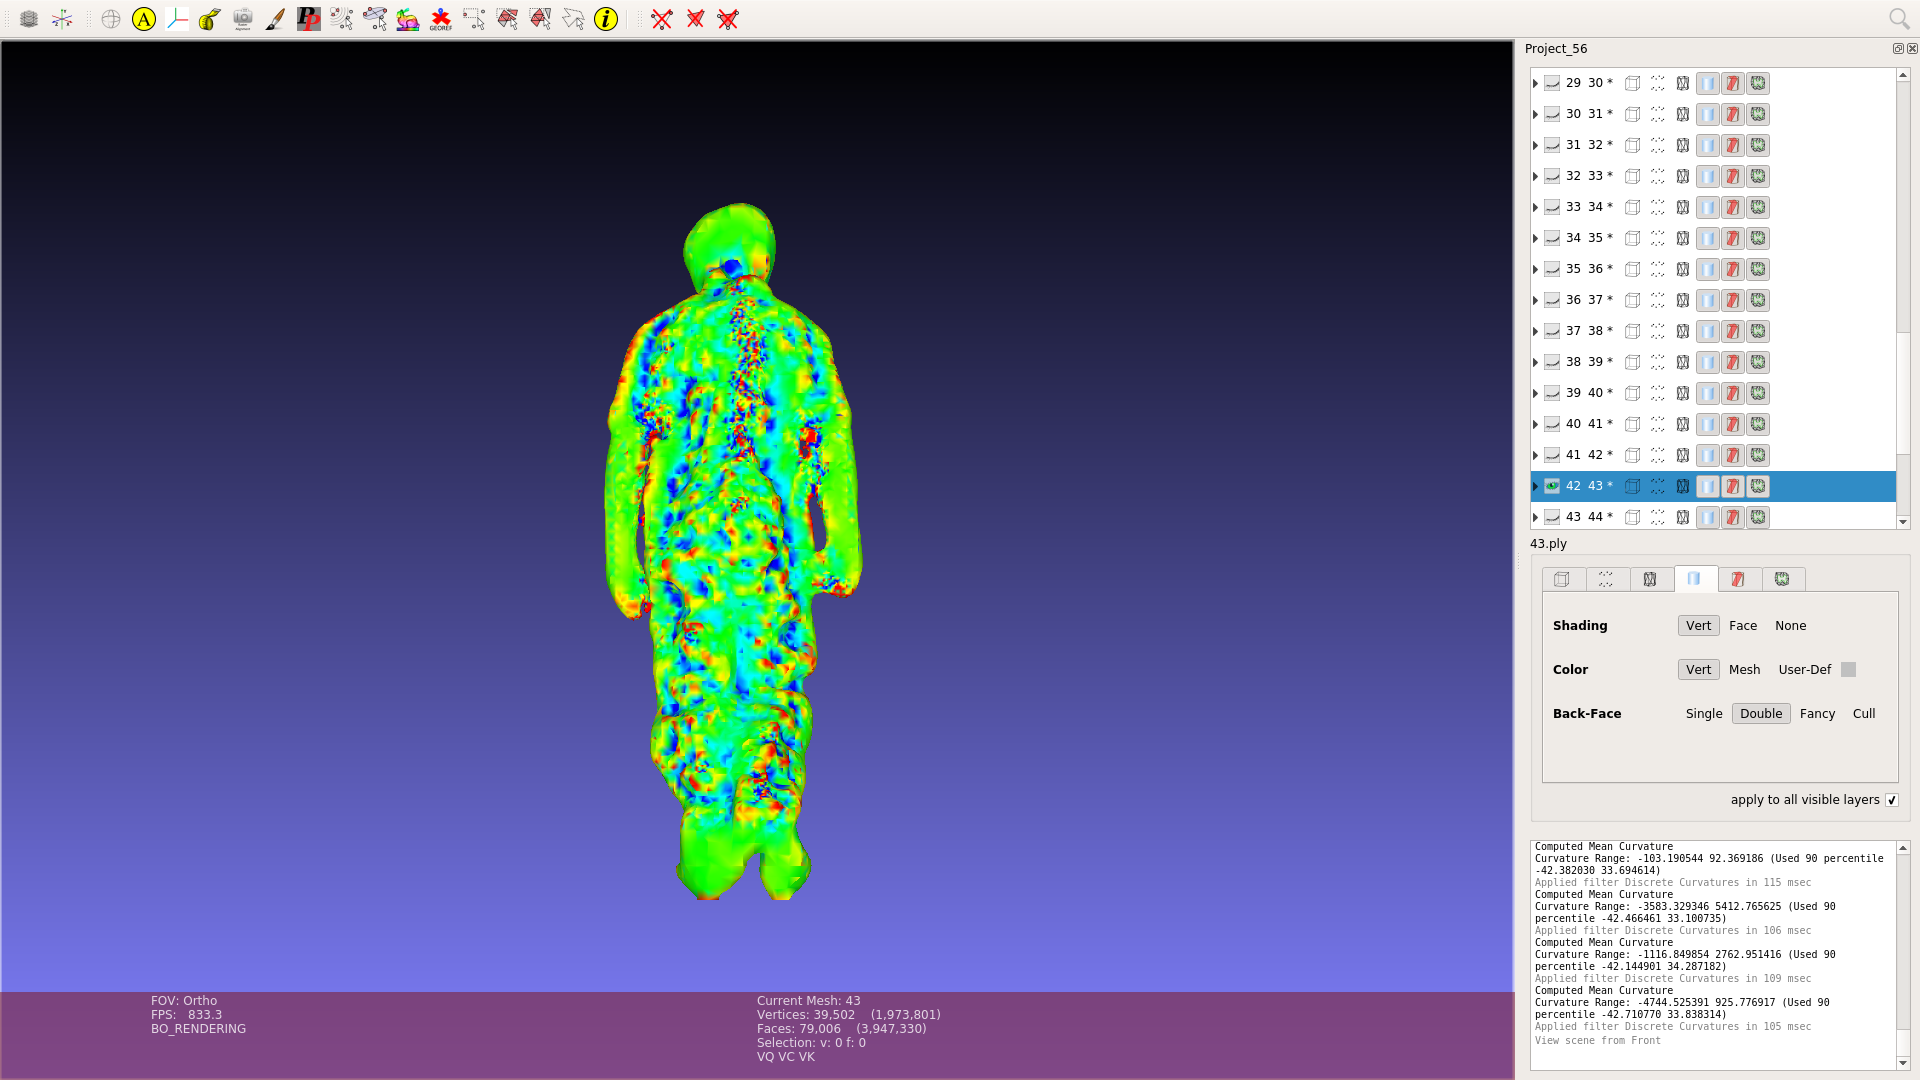 A
PP
GEOREF
i
Project_56
29 30 *
30 31 *
31 32 *
32 33 *
33 34 *
34 35 *
35 36 *
36 37 *
37 38 *
38 39 *
39 40 *
40 41 *
41 42 *
42 43 *
43 44 *
43.ply
Shading Vert Face None
Color Vert Mesh User-Def
Back-Face Single Double Fancy Cull
apply to all visible layers
Computed Mean Curvature
Curvature Range: -103.190544 92.369186 (Used 90 percentile
-42.382030 33.694614)
Applied filter Discrete Curvatures in 115 msec
Computed Mean Curvature
Curvature Range: -3583.329346 5412.765625 (Used 90
percentile -42.466461 33.100735)
Applied filter Discrete Curvatures in 106 msec
Computed Mean Curvature
Curvature Range: -1116.849854 2762.951416 (Used 90
percentile -42.144901 34.287182)
Applied filter Discrete Curvatures in 109 msec
Computed Mean Curvature
Curvature Range: -4744.525391 925.776917 (Used 90
percentile -42.710770 33.838314)
Applied filter Discrete Curvatures in 105 msec
View scene from Front
FOV: Ortho
FPS: 833.3
BO_RENDERING
Current Mesh: 43
Vertices: 39,502 (1,973,801)
Faces: 79,006 (3,947,330)
Selection: v: 0 f: 0
VQ VC VK